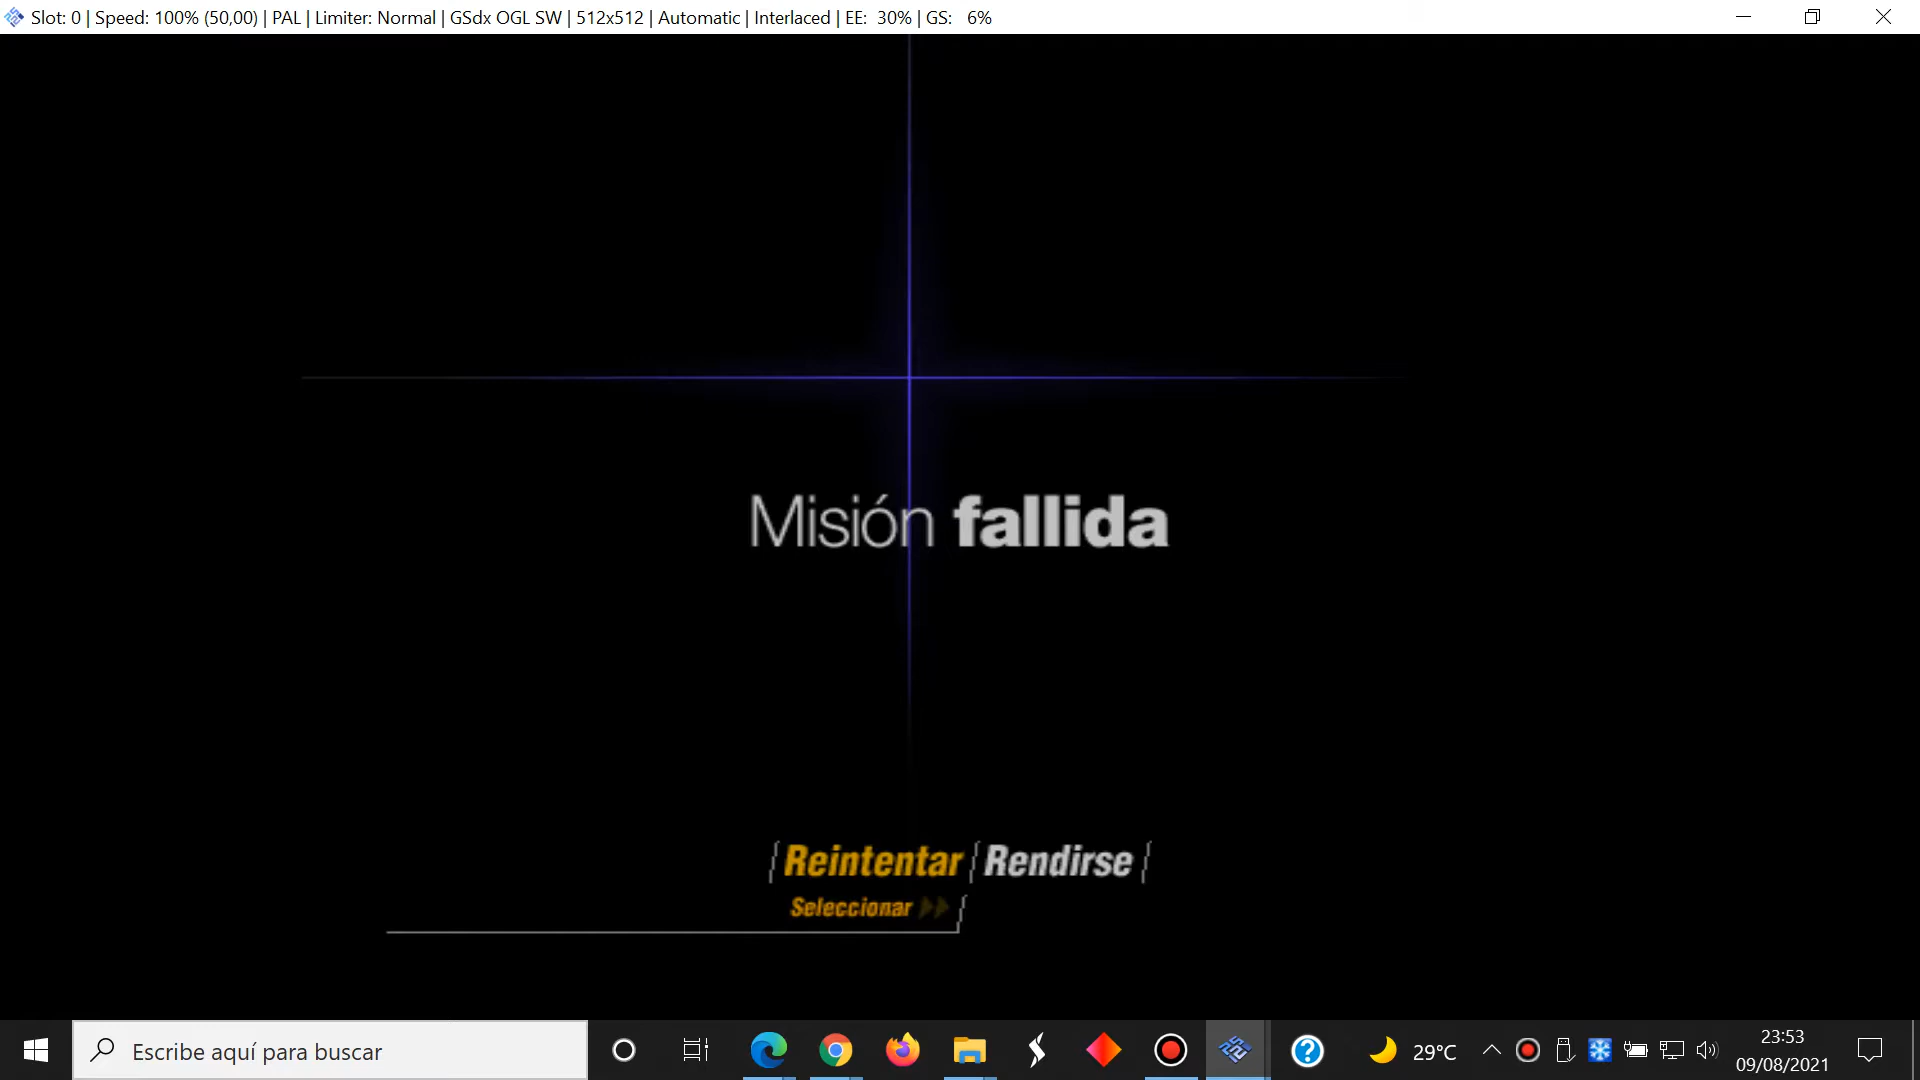 Slot: 0 | Speed: 100% (50,00) | PAL | Limiter: Normal | GSdx OGL SW | 512x512 | Automatic | Interlaced | EE: 30% | GS: 6%
Misión fallida
Reintentar Rendirse
Seleccionar
Escribe aquí para buscar
29°C
23:53
09/08/2021